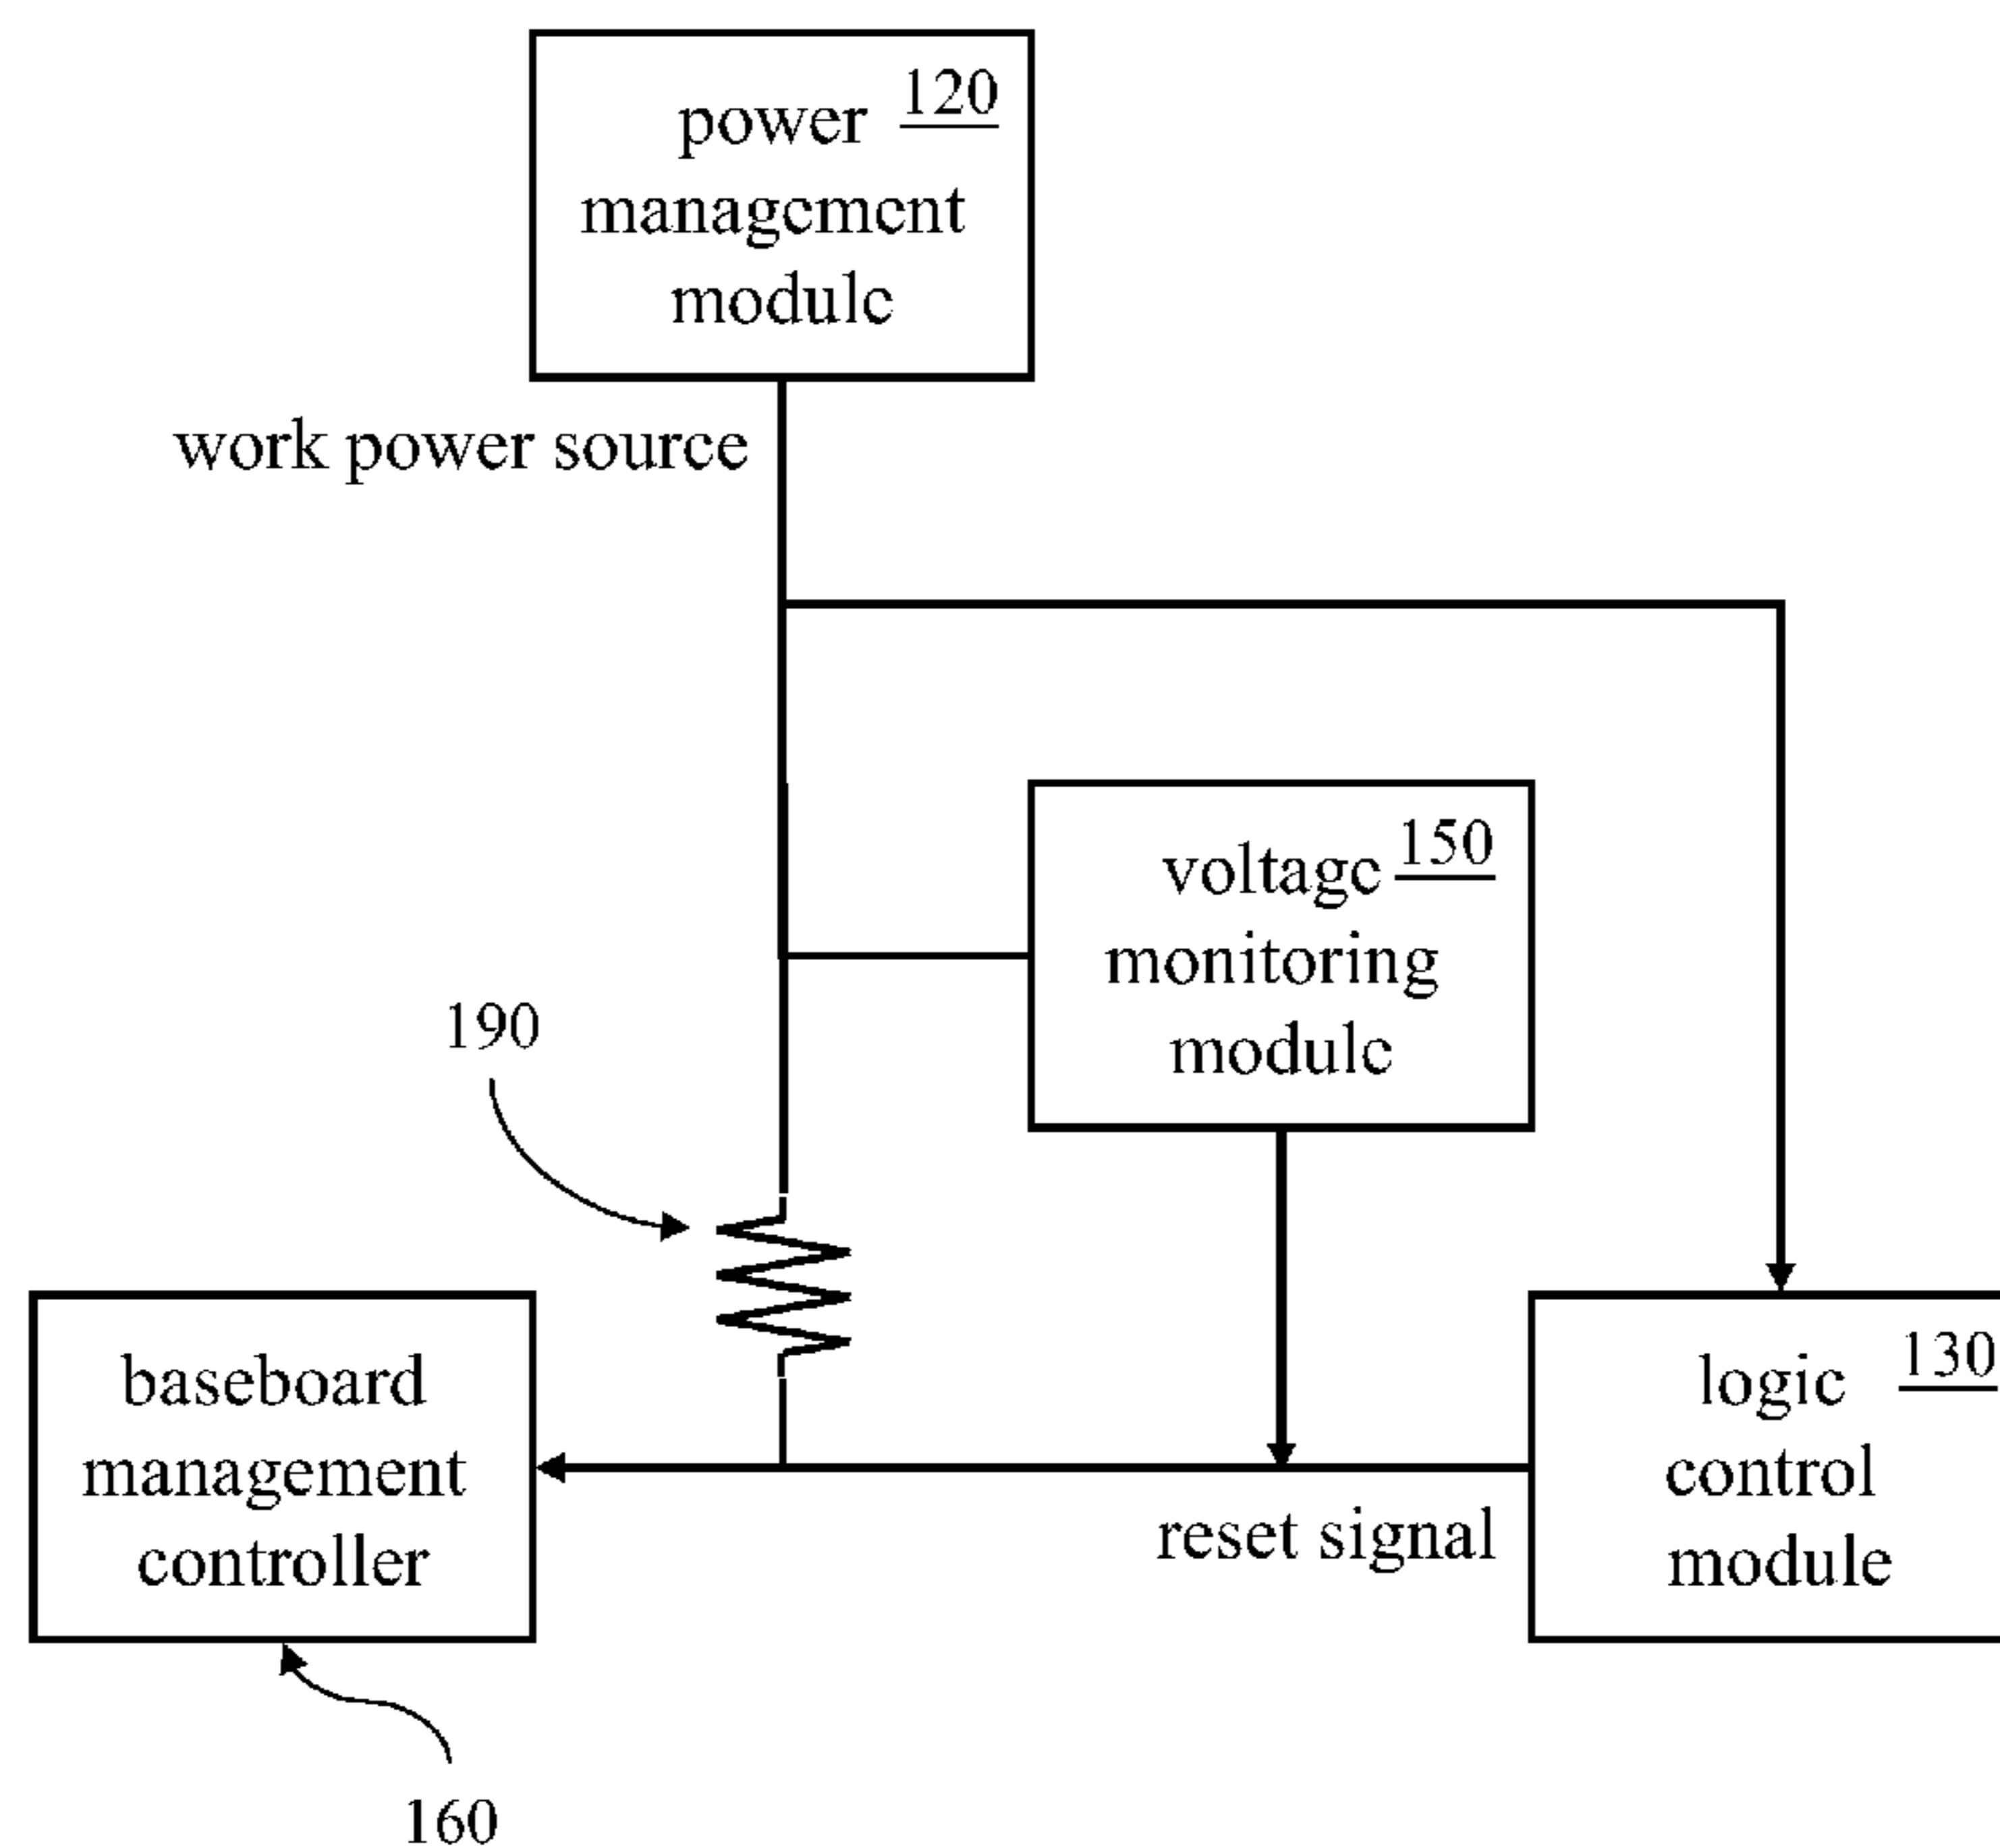 power 120
management
module
work power source
voltage 150
monitoring
module
190
baseboard
management
controller
logic 130
control
module
reset signal
160